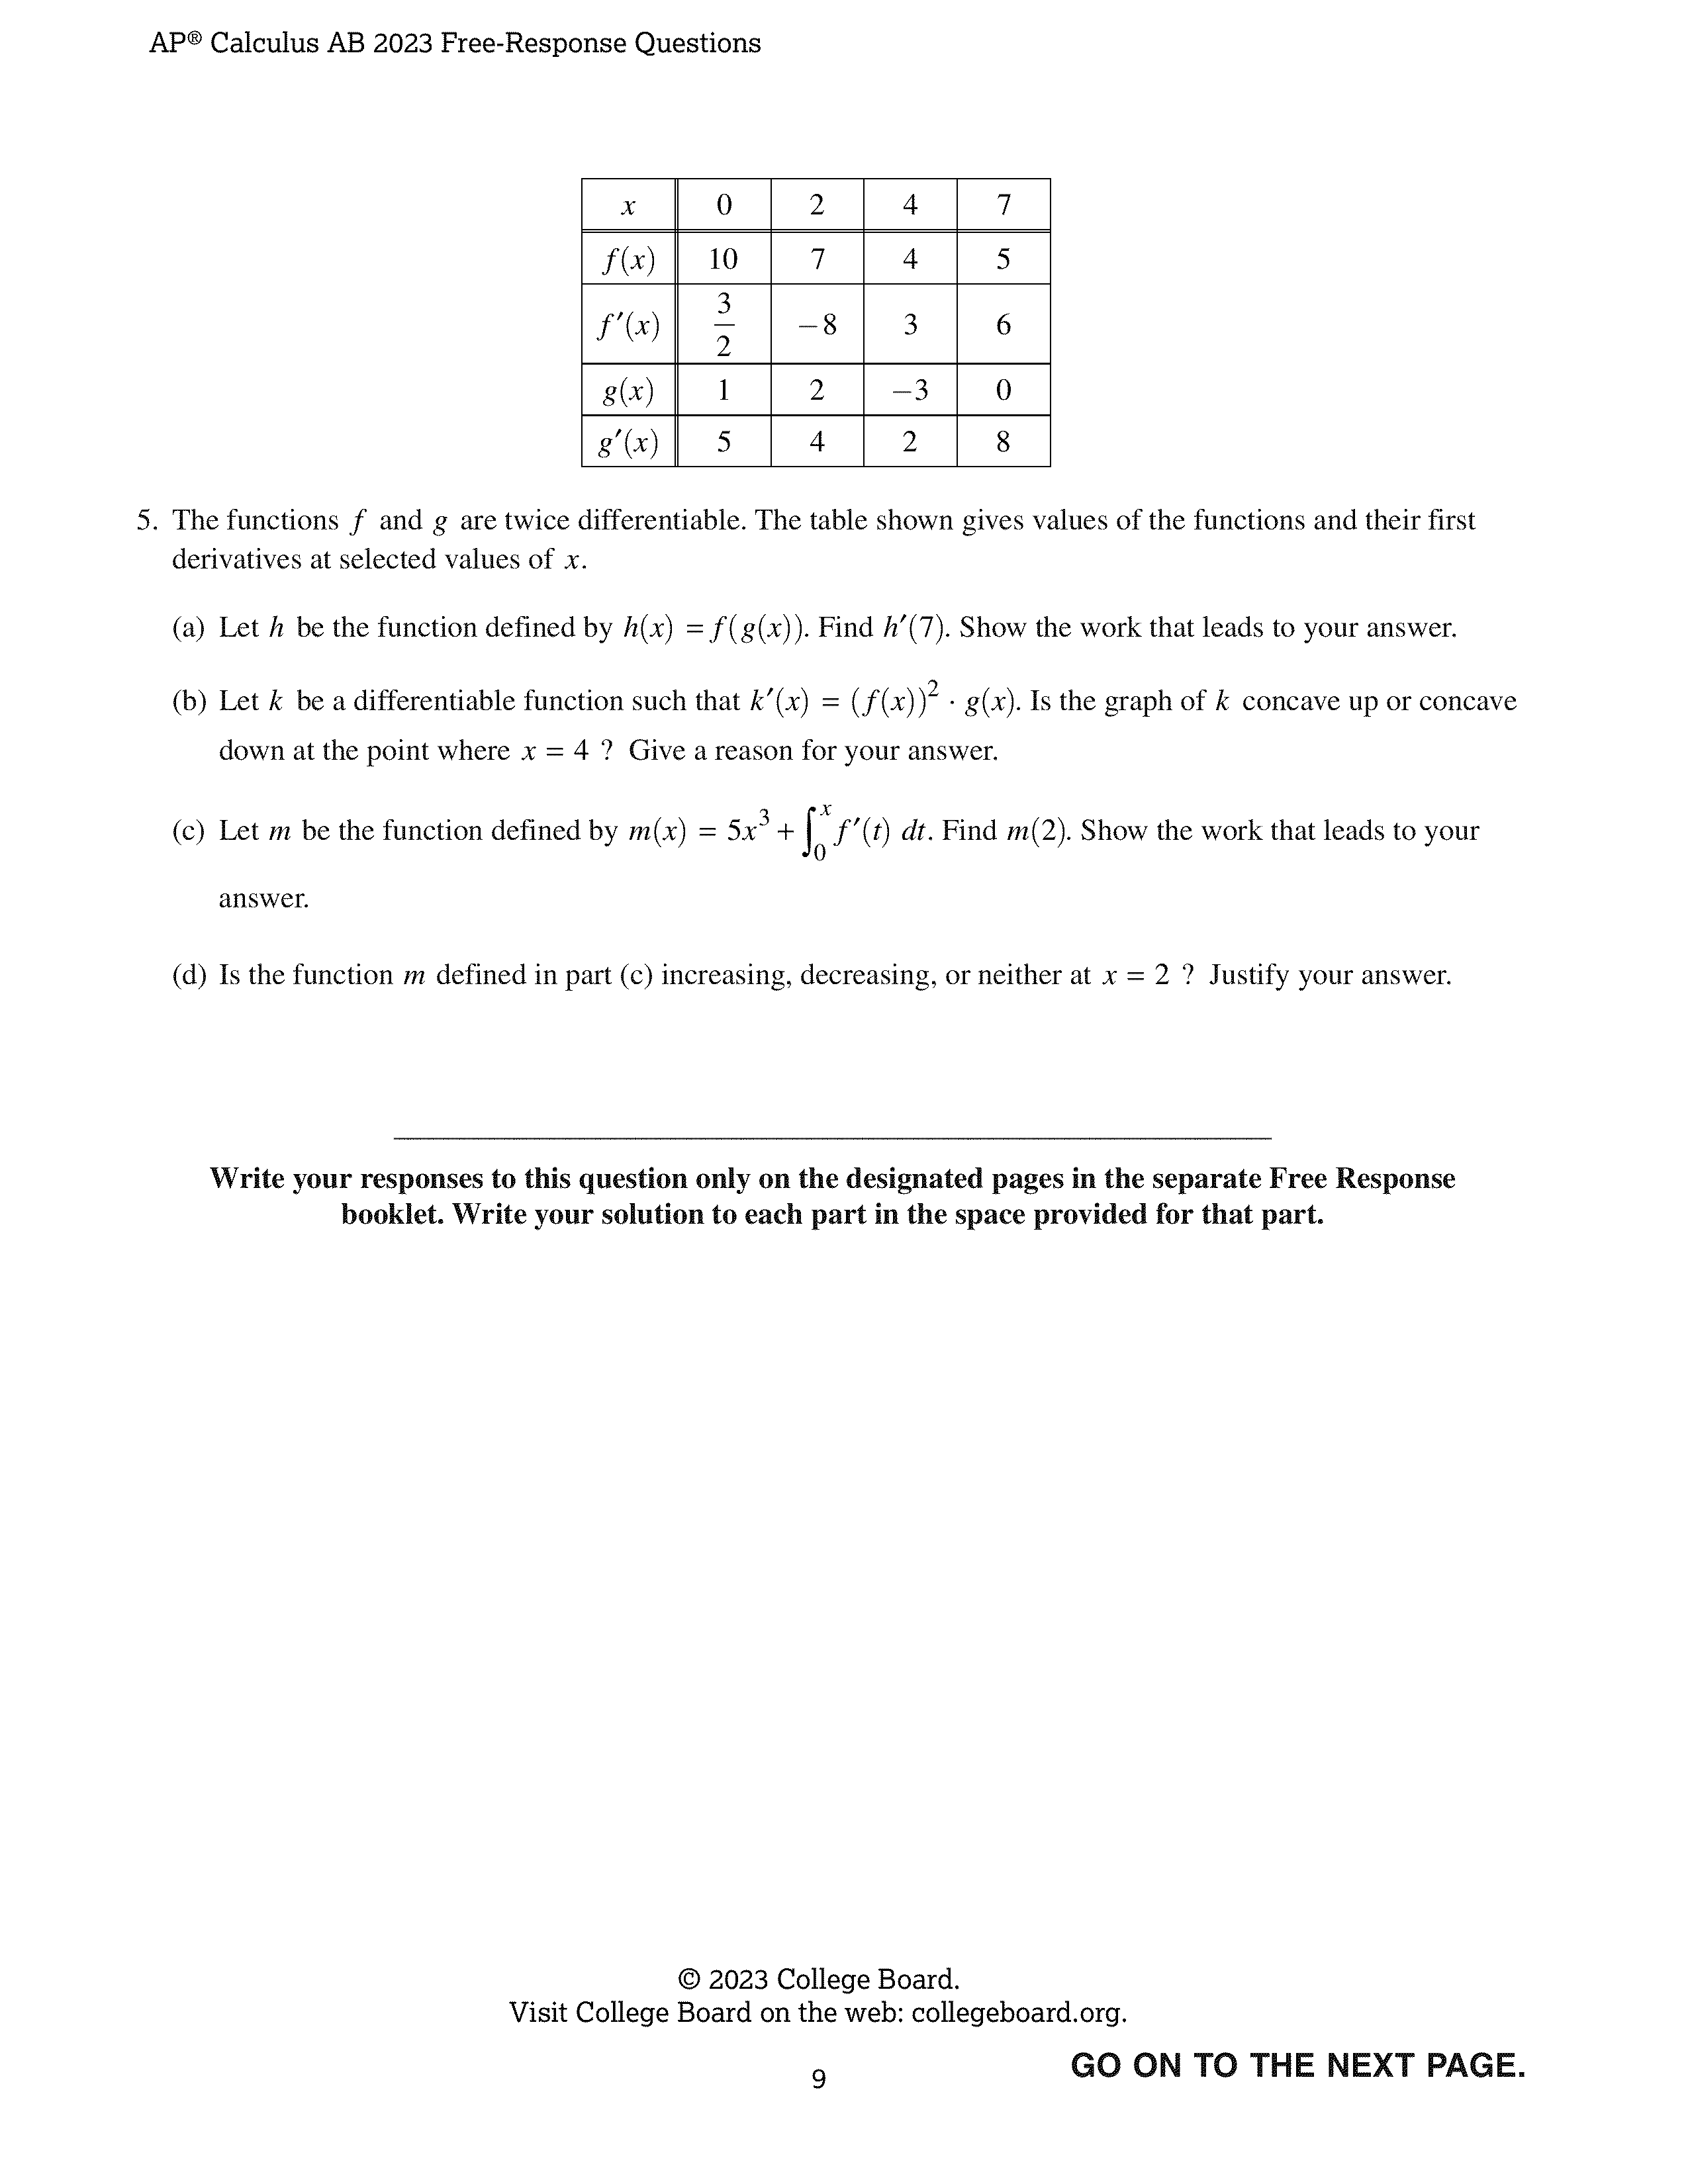 AP® Calculus AB 2023 Free-Response Questions
x 0 2 4 7
f(x) 10 7 4 5
f′(x) 3/2 −8 3 6
g(x) 1 2 −3 0
g′(x) 5 4 2 8
5. The functions f and g are twice differentiable. The table shown gives values of the functions and their first
derivatives at selected values of x.
(a) Let h be the function defined by h(x) = f(g(x)). Find h′(7). Show the work that leads to your answer.
(b) Let k be a differentiable function such that k′(x) = (f(x))² · g(x). Is the graph of k concave up or concave
down at the point where x = 4 ? Give a reason for your answer.
(c) Let m be the function defined by m(x) = 5x³ + ∫₀ˣ f′(t) dt. Find m(2). Show the work that leads to your
answer.
(d) Is the function m defined in part (c) increasing, decreasing, or neither at x = 2 ? Justify your answer.
Write your responses to this question only on the designated pages in the separate Free Response
booklet. Write your solution to each part in the space provided for that part.
© 2023 College Board.
Visit College Board on the web: collegeboard.org.
GO ON TO THE NEXT PAGE.
9